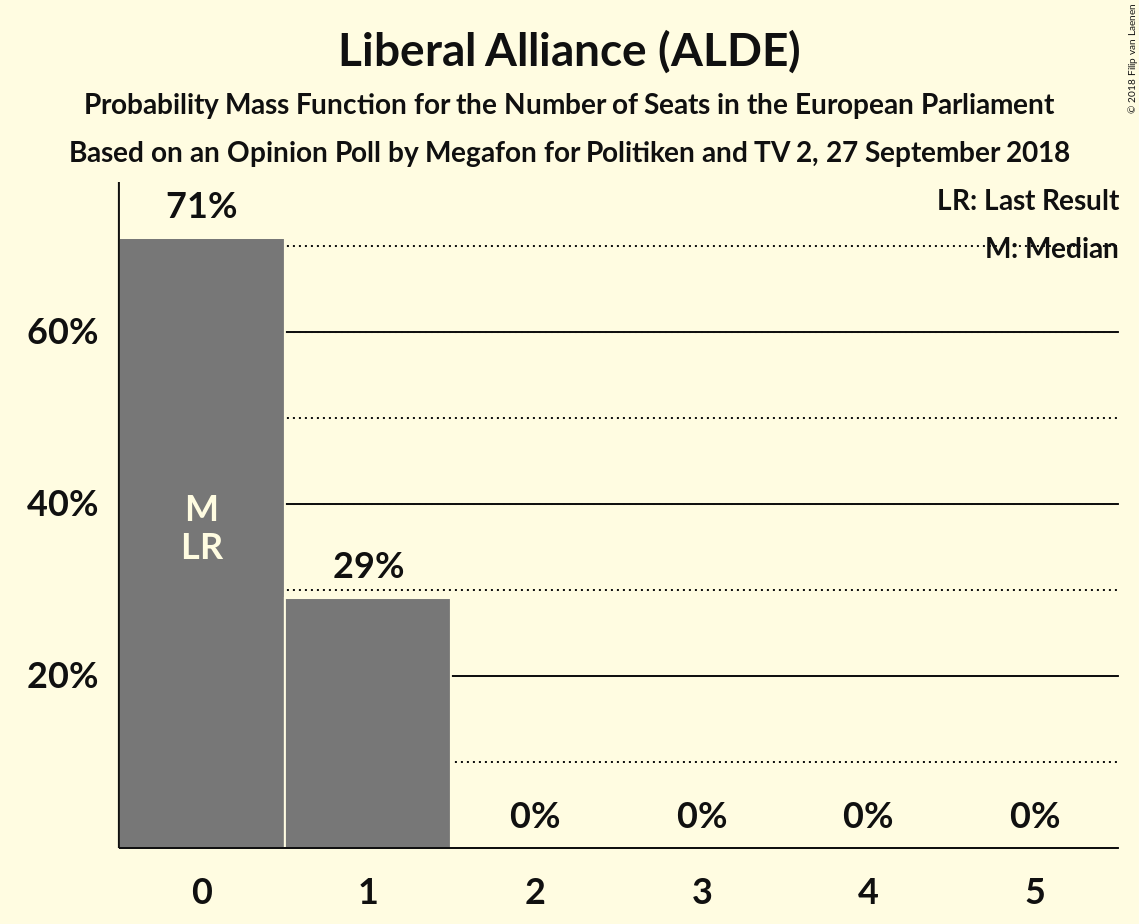 Liberal Alliance (ALDE)
Probability Mass Function for the Number of Seats in the European Parliament
Based on an Opinion Poll by Megafon for Politiken and TV 2, 27 September 2018
© 2018 Filip van Laenen
LR: Last Result
M: Median
71%
60%
40%
20%
M
LR
29%
0% 0% 0% 0%
0 1 2 3 4 5